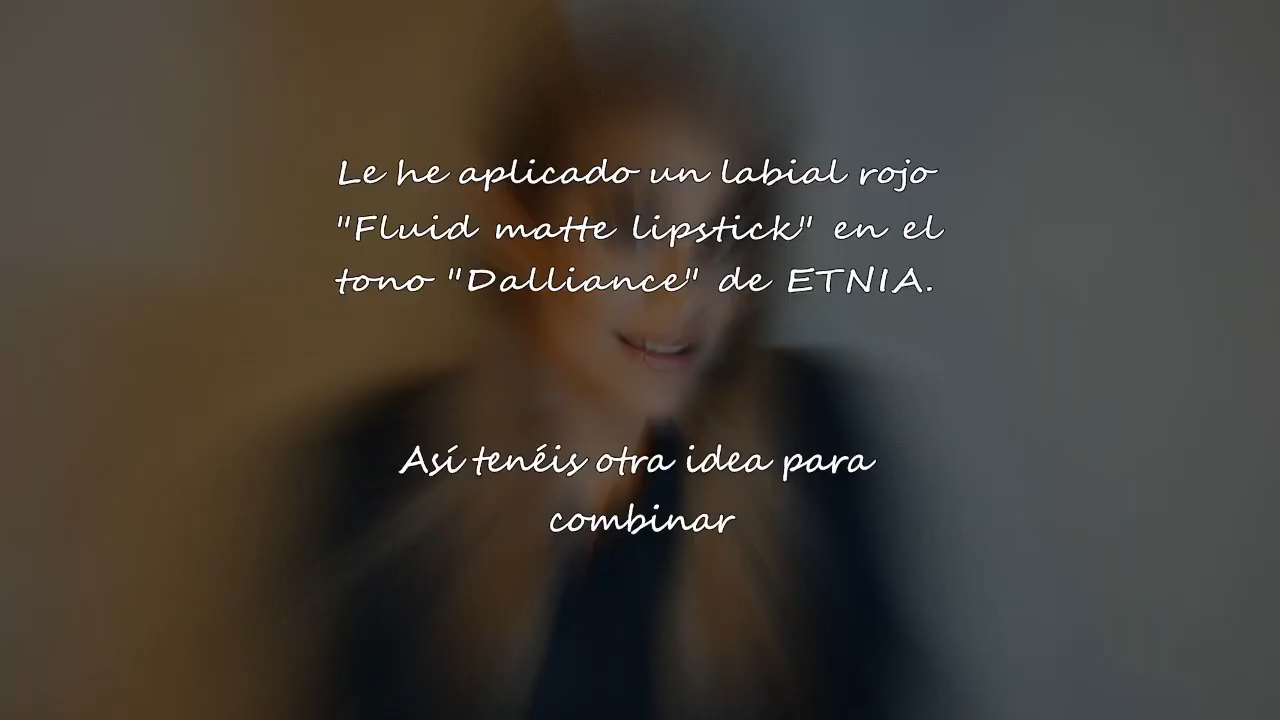 Le he aplicado un labial rojo
"Fluid matte lipstick" en el
tono "Dalliance" de ETNIA.
Así tenéis otra idea para
combinar